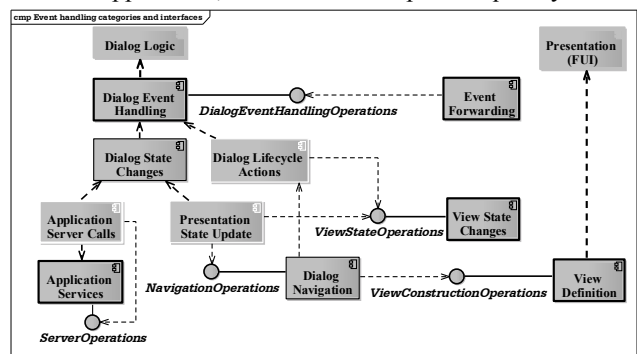 cmp Event handling categories and interfaces
Dialog Logic
Presentation
(FUI)
Dialog Event
Handling
DialogEventHandlingOperations
Event
Forwarding
Dialog State
Changes
Dialog Lifecycle
Actions
Application
Server Calls
Presentation
State Update
ViewStateOperations
View State
Changes
Application
Services
NavigationOperations
Dialog
Navigation
ViewConstructionOperations
View
Definition
ServerOperations